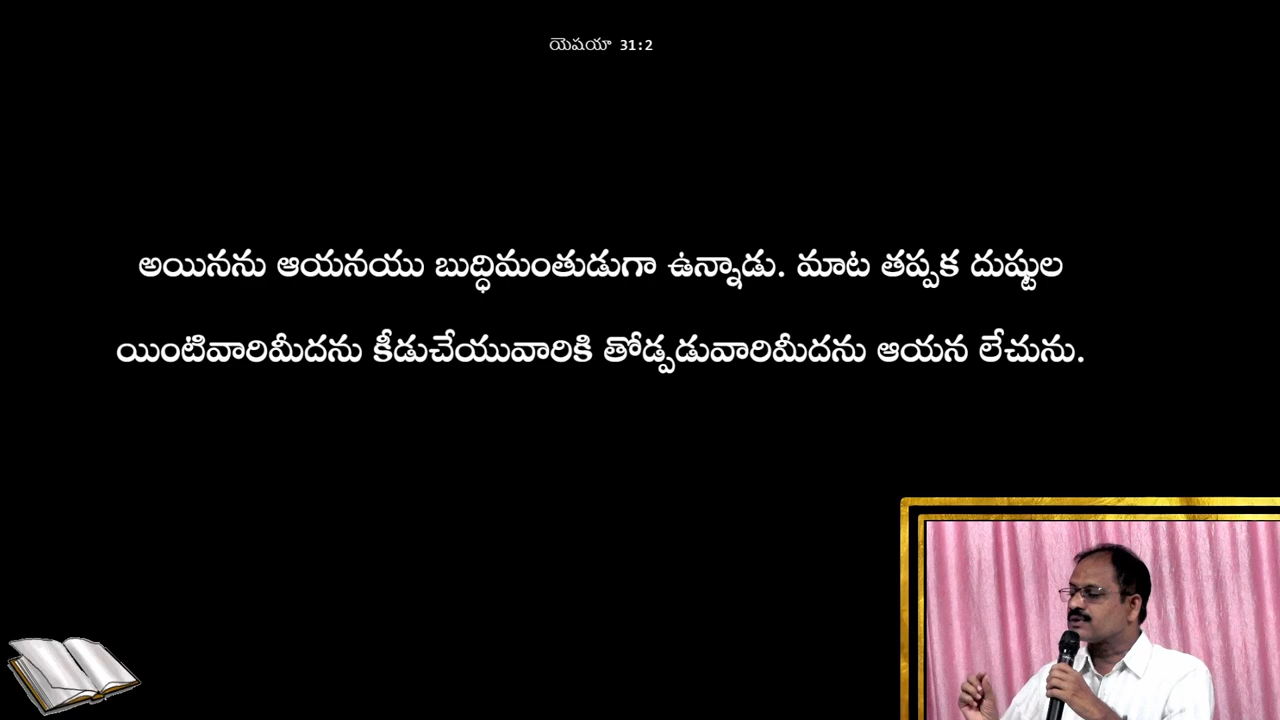 యెషయా 31:2
అయినను ఆయనయు బుద్ధిమంతుడుగా ఉన్నాడు. మాట తప్పక దుష్టుల
యింటివారిమీదను కీడుచేయువారికి తోడ్పడువారిమీదను ఆయన లేచును.